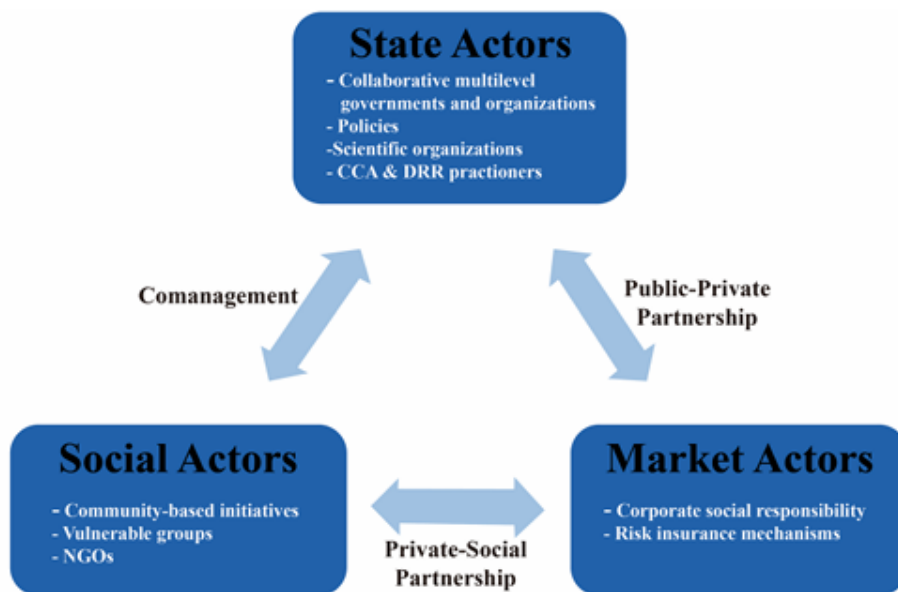 State Actors
- Collaborative multilevel
governments and organizations
- Policies
-Scientific organizations
- CCA & DRR practioners
Comanagement
Public-Private
Partnership
Social Actors
- Community-based initiatives
- Vulnerable groups
- NGOs
Private-Social
Partnership
Market Actors
- Corporate social responsibility
- Risk insurance mechanisms